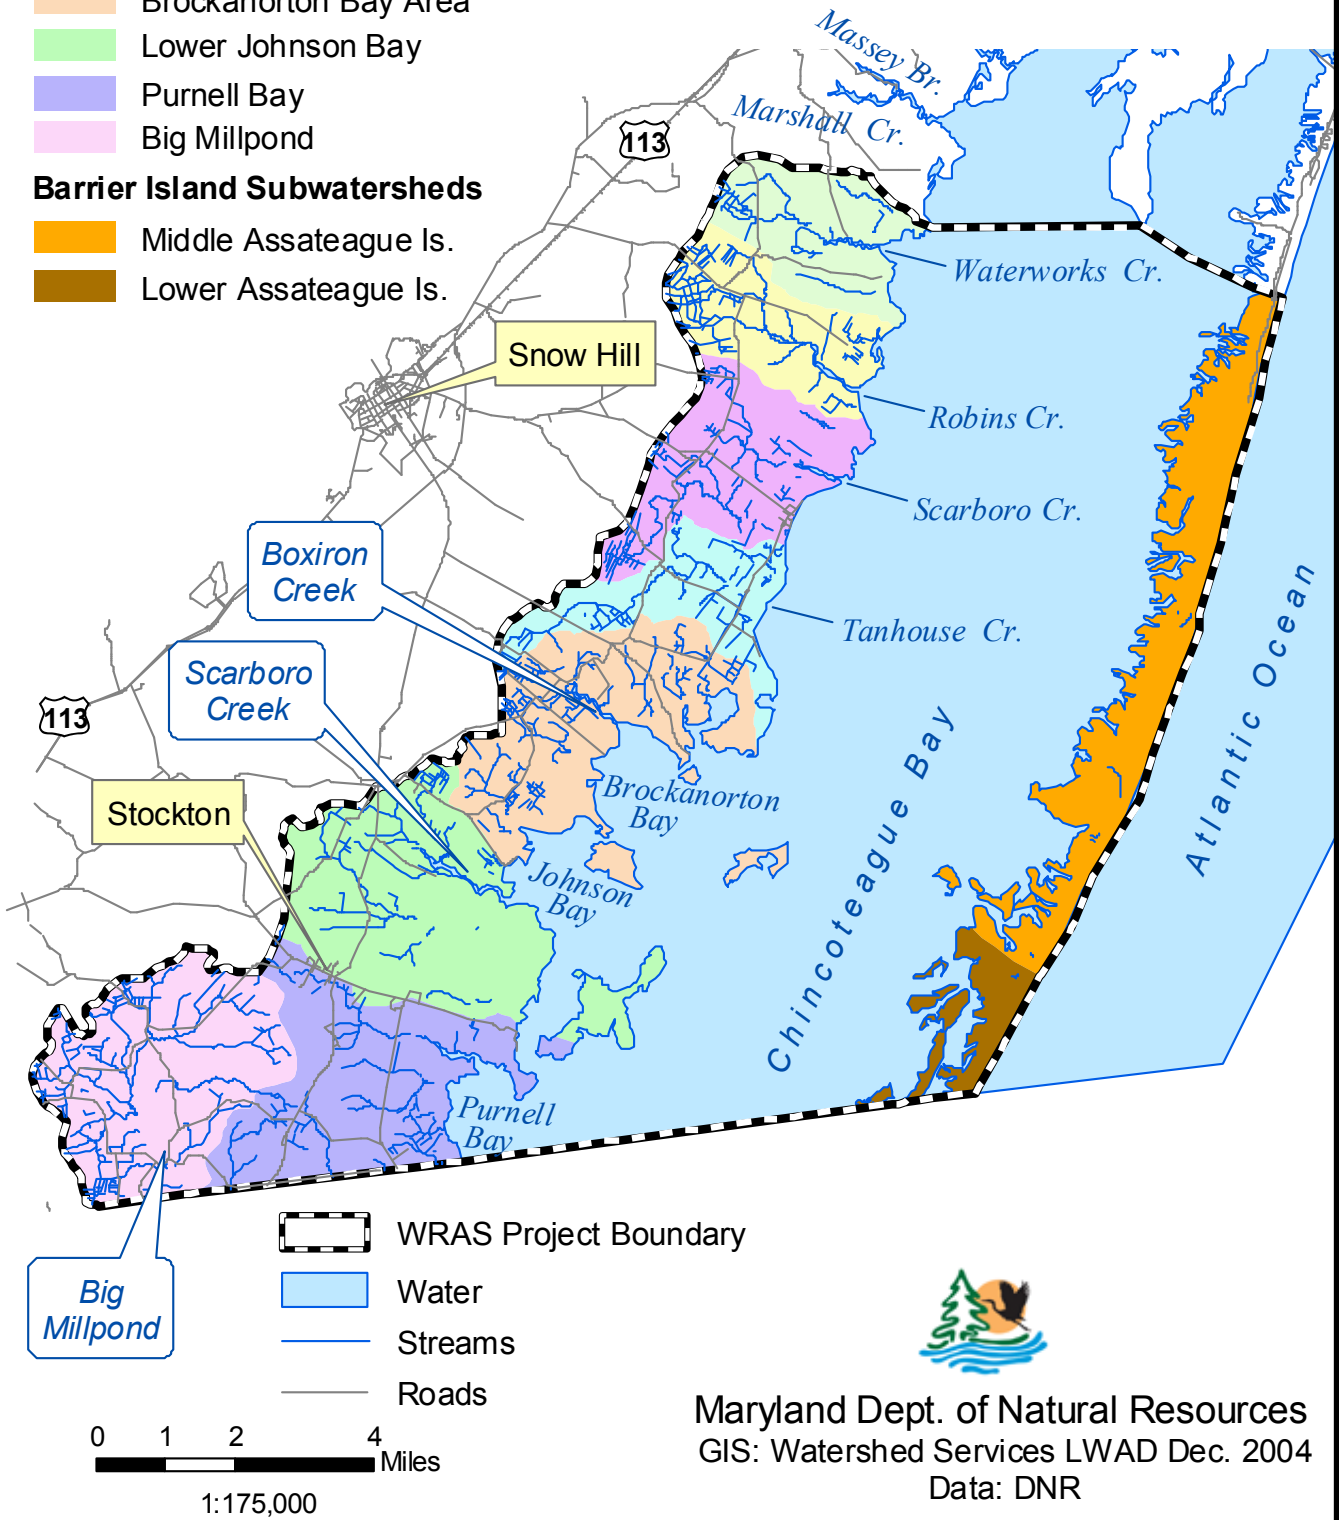 Brockanorton Bay Area
Lower Johnson Bay
Purnell Bay
Big Millpond
Barrier Island Subwatersheds
Middle Assateague Is.
Lower Assateague Is.
Massey Br.
Marshall Cr.
113
Waterworks Cr.
Snow Hill
Robins Cr.
Scarboro Cr.
Boxiron
Creek
Tanhouse Cr.
Scarboro
Creek
113
Stockton
Brockanorton
Bay
Johnson
Bay
Chincoteague Bay
Atlantic Ocean
Purnell
Bay
Big
Millpond
WRAS Project Boundary
Water
Streams
Roads
0 1 2 4
Miles
1:175,000
Maryland Dept. of Natural Resources
GIS: Watershed Services LWAD Dec. 2004
Data: DNR